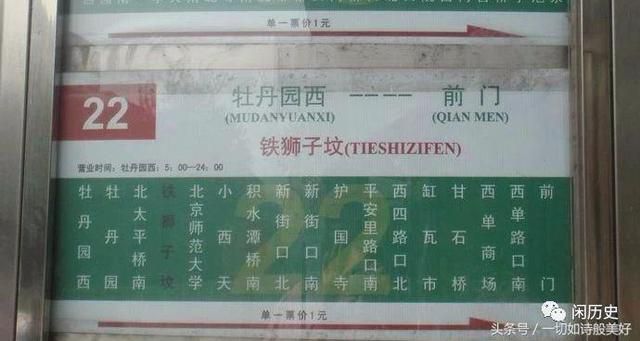 单一票价1元
22
牡丹园西 ---- 前门
(MUDANYUANXI) (QIAN MEN)
铁狮子坟(TIESHIZIFEN)
营业时间：牡丹园西：5：00—24：00
牡丹园西
牡丹园
北太平桥南
铁狮子坟
北京师范大学
小西天
积水潭桥南
新街口北
新街口南
护国寺
平安里路口南
西四路口北
缸瓦市
甘石桥
西单商场
西单路口南
前门
22
单一票价1元
闲历史
头条号／一切如诗般美好